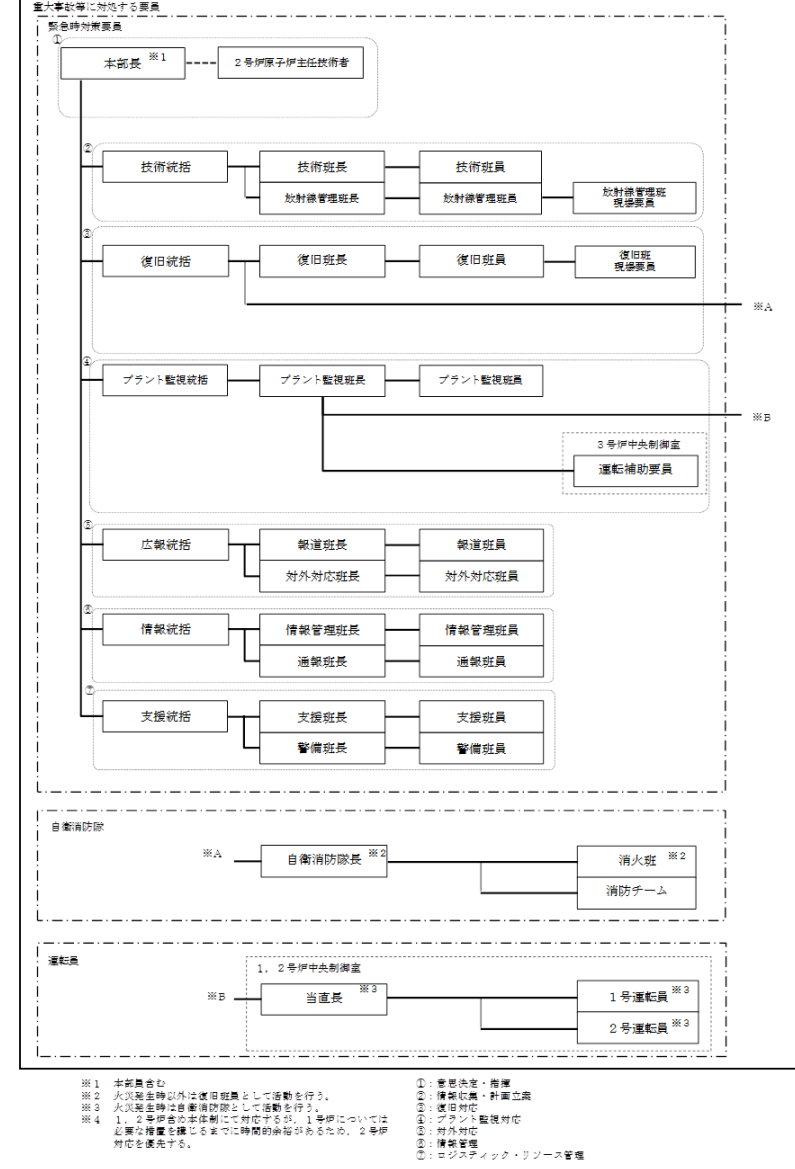 重大事故等に対処する要員
緊急時対策要員
①
本部長 ※1
2号炉原子炉主任技術者
②
技術統括
技術班長
技術班員
放射線管理班長
放射線管理班員
放射線管理班
現場要員
③
復旧統括
復旧班長
復旧班員
復旧班
現場要員
※A
④
プラント監視統括
プラント監視班長
プラント監視班員
※B
3号炉中央制御室
運転補助要員
⑤
広報統括
報道班長
報道班員
対外対応班長
対外対応班員
⑥
情報統括
情報管理班長
情報管理班員
通報班長
通報班員
⑦
支援統括
支援班長
支援班員
警備班長
警備班員
自衛消防隊
※A
自衛消防隊長 ※2
消火班 ※2
消防チーム
運転員
1,2号炉中央制御室
※B
当直長 ※3
1号運転員 ※3
2号運転員 ※3
※1 本部員含む
※2 火災発生時以外は復旧班員として活動を行う。
※3 火災発生時は自衛消防隊として活動を行う。
※4 1,2号炉含め本体制にて対応するが,1号炉については
必要な措置を講じるまでに時間的余裕があるため,2号炉
対応を優先する。
①:意思決定・指揮
②:情報収集・計画立案
③:復旧対応
④:プラント監視対応
⑤:対外対応
⑥:情報管理
⑦:ロジスティック・リソース管理